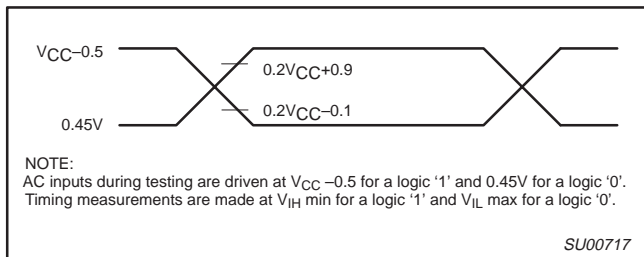 VCC–0.5
0.2VCC+0.9
0.2VCC–0.1
0.45V
NOTE:
AC inputs during testing are driven at VCC –0.5 for a logic ‘1’ and 0.45V for a logic ‘0’.
Timing measurements are made at VIH min for a logic ‘1’ and VIL max for a logic ‘0’.
SU00717